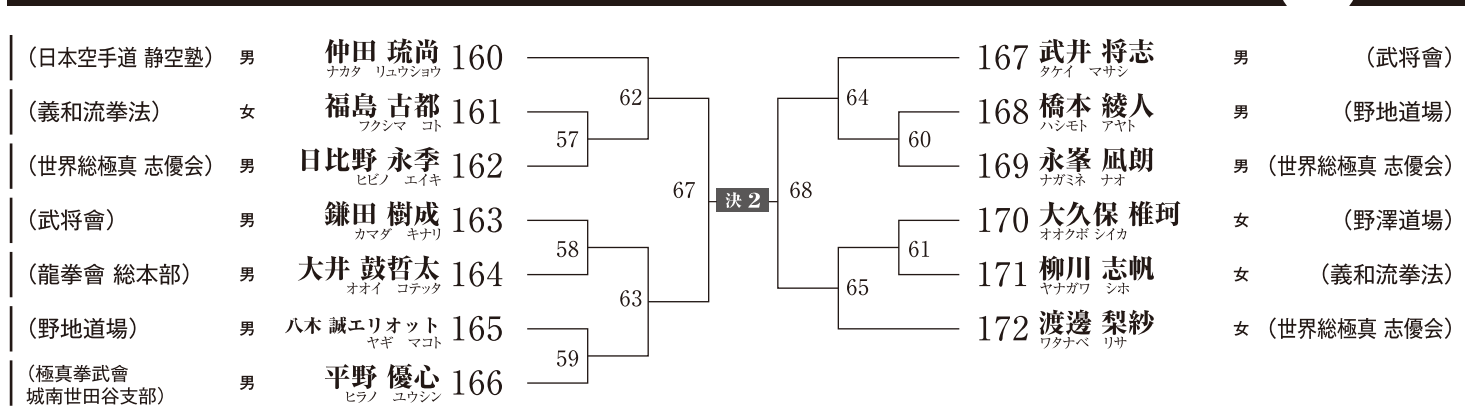 （日本空手道 静空塾） 男 仲田 琉尚 160
ナカタ リュウショウ
（義和流拳法） 女 福島 古都 161
フクシマ コト
（世界総極真 志優会） 男 日比野 永季 162
ヒビノ エイキ
（武将會） 男 鎌田 樹成 163
カマダ キナリ
（龍拳會 総本部） 男 大井 鼓哲太 164
オオイ コテッタ
（野地道場） 男 八木 誠エリオット 165
ヤギ マコト
（極真拳武會
城南世田谷支部） 男 平野 優心 166
ヒラノ ユウシン
62
57
67
58
63
59
決 2
64
60
68
61
65
167 武井 将志 男 （武将會）
タケイ マサシ
168 橋本 綾人 男 （野地道場）
ハシモト アヤト
169 永峯 凪朗 男 （世界総極真 志優会）
ナガミネ ナオ
170 大久保 椎珂 女 （野澤道場）
オオクボ シイカ
171 柳川 志帆 女 （義和流拳法）
ヤナガワ シホ
172 渡邊 梨紗 女 （世界総極真 志優会）
ワタナベ リサ